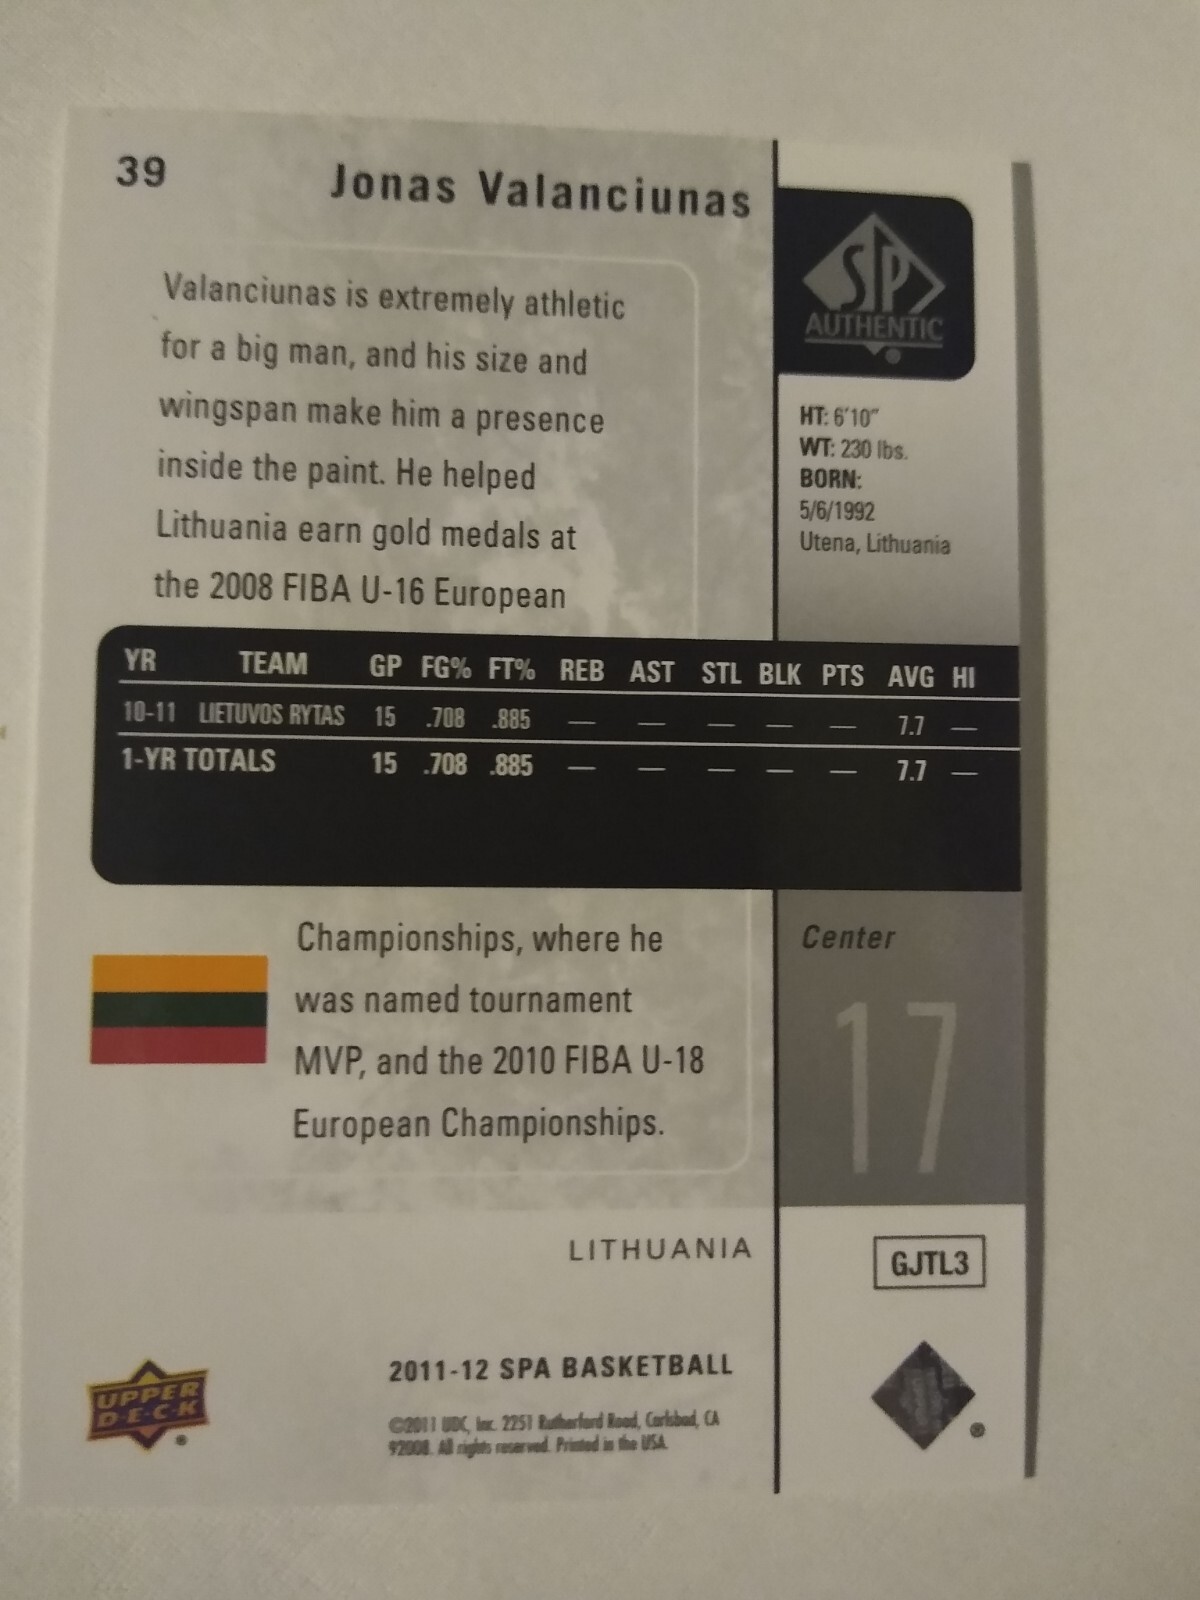 39
Jonas Valanciunas
Valanciunas is extremely athletic
for a big man, and his size and
wingspan make him a presence
inside the paint. He helped
Lithuania earn gold medals at
the 2008 FIBA U-16 European
SP
AUTHENTIC
HT: 6'10"
WT: 230 lbs.
BORN:
5/6/1992
Utena, Lithuania
YR TEAM GP FG% FT% REB AST STL BLK PTS AVG HI
10-11 LIETUVOS RYTAS 15 .708 .885 — — — — — 7.7 —
1-YR TOTALS 15 .708 .885 — — — — — 7.7 —
Championships, where he
was named tournament
MVP, and the 2010 FIBA U-18
European Championships.
Center
17
LITHUANIA
GJTL3
UPPER
D·E·C·K
2011-12 SPA BASKETBALL
©2011 UDC, Inc. 2251 Rutherford Road, Carlsbad, CA
92008. All rights reserved. Printed in the USA.
®